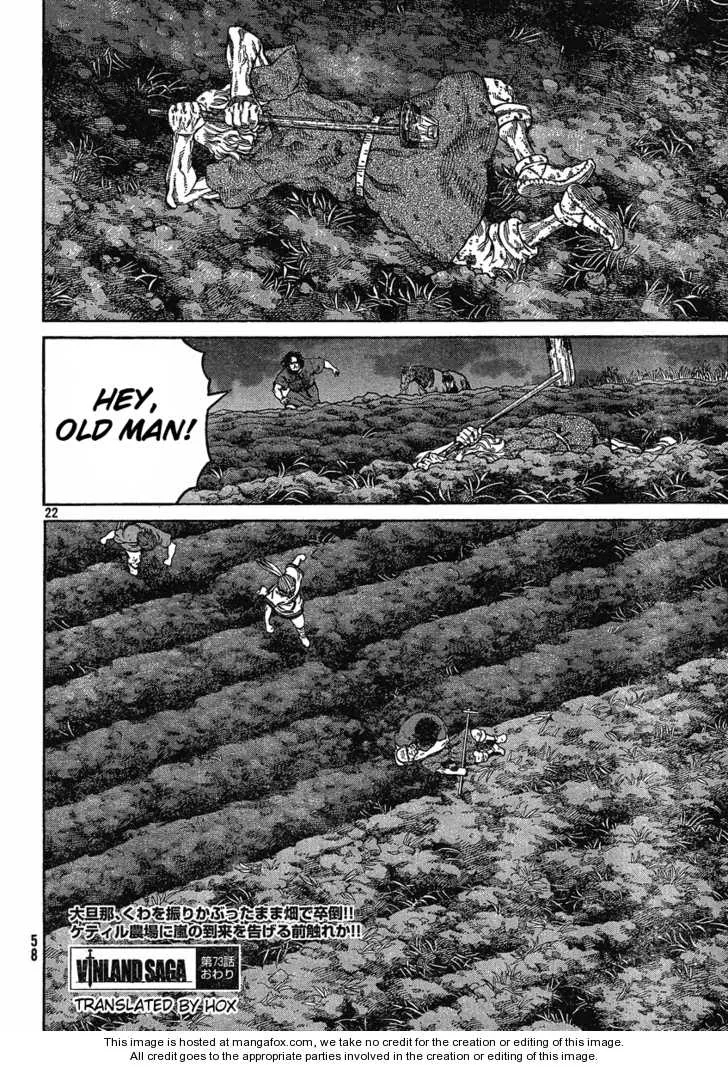 HEY,
OLD MAN!
22
大旦那、くわを振りかぶったまま畑で卒倒!!
ケティル農場に嵐の到来を告げる前触れか!!
58
VINLAND SAGA
第73話
おわり
TRANSLATED BY HOX
This image is hosted at mangafox.com, we take no credit for the creation or editing of this image.
All credit goes to the appropriate parties involved in the creation or editing of this image.